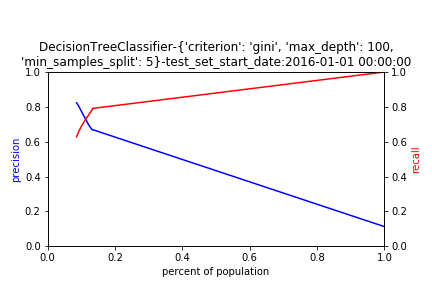 DecisionTreeClassifier-{'criterion': 'gini', 'max_depth': 100,
'min_samples_split': 5}-test_set_start_date:2016-01-01 00:00:00
1.0
0.8
0.6
0.4
0.2
0.0
precision
1.0
0.8
0.6
0.4
0.2
0.0
recall
0.0 0.2 0.4 0.6 0.8 1.0
percent of population